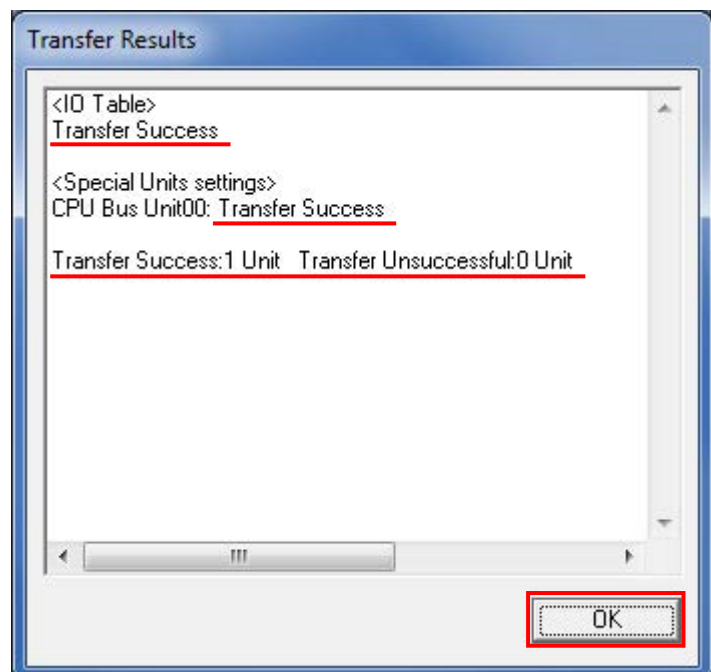 Transfer Results
<IO Table>
Transfer Success
<Special Units settings>
CPU Bus Unit00: Transfer Success
Transfer Success:1 Unit   Transfer Unsuccessful:0 Unit
OK